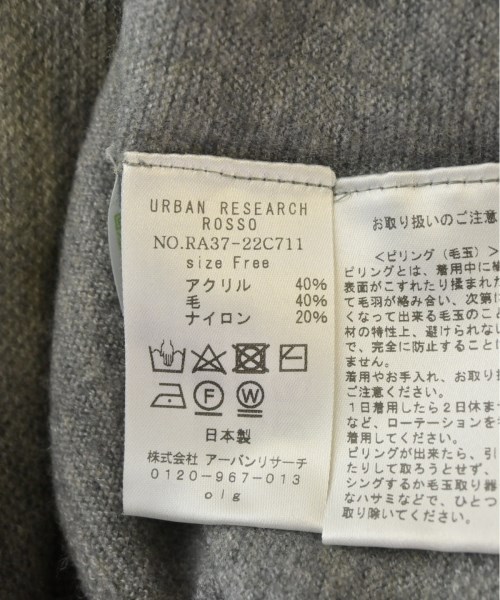 URBAN RESEARCH
ROSSO
NO.RA37-22C711
size Free
アクリル 40%
毛 40%
ナイロン 20%
F W
日本製
株式会社 アーバンリサーチ
0120-967-013
olg
お取り扱いのご注意
<ピリング（毛玉）>
ピリングとは、着用中に
表面がこすれたり揉まれた
て毛羽が絡み合い、次第に
くなって出来る毛玉のこと
材の特性上、避けられない
で、完全に防止することに
ません。
着用やお手入れ、お取り扱
ご注意ください。
1日着用したら2日休ま
など、ローテーションを
着用してください。
ピリングが出来たら、引
たりして取ろうとせず、
シングするか毛玉取り器
なハサミなどで、ひとつ
取り除いてください。